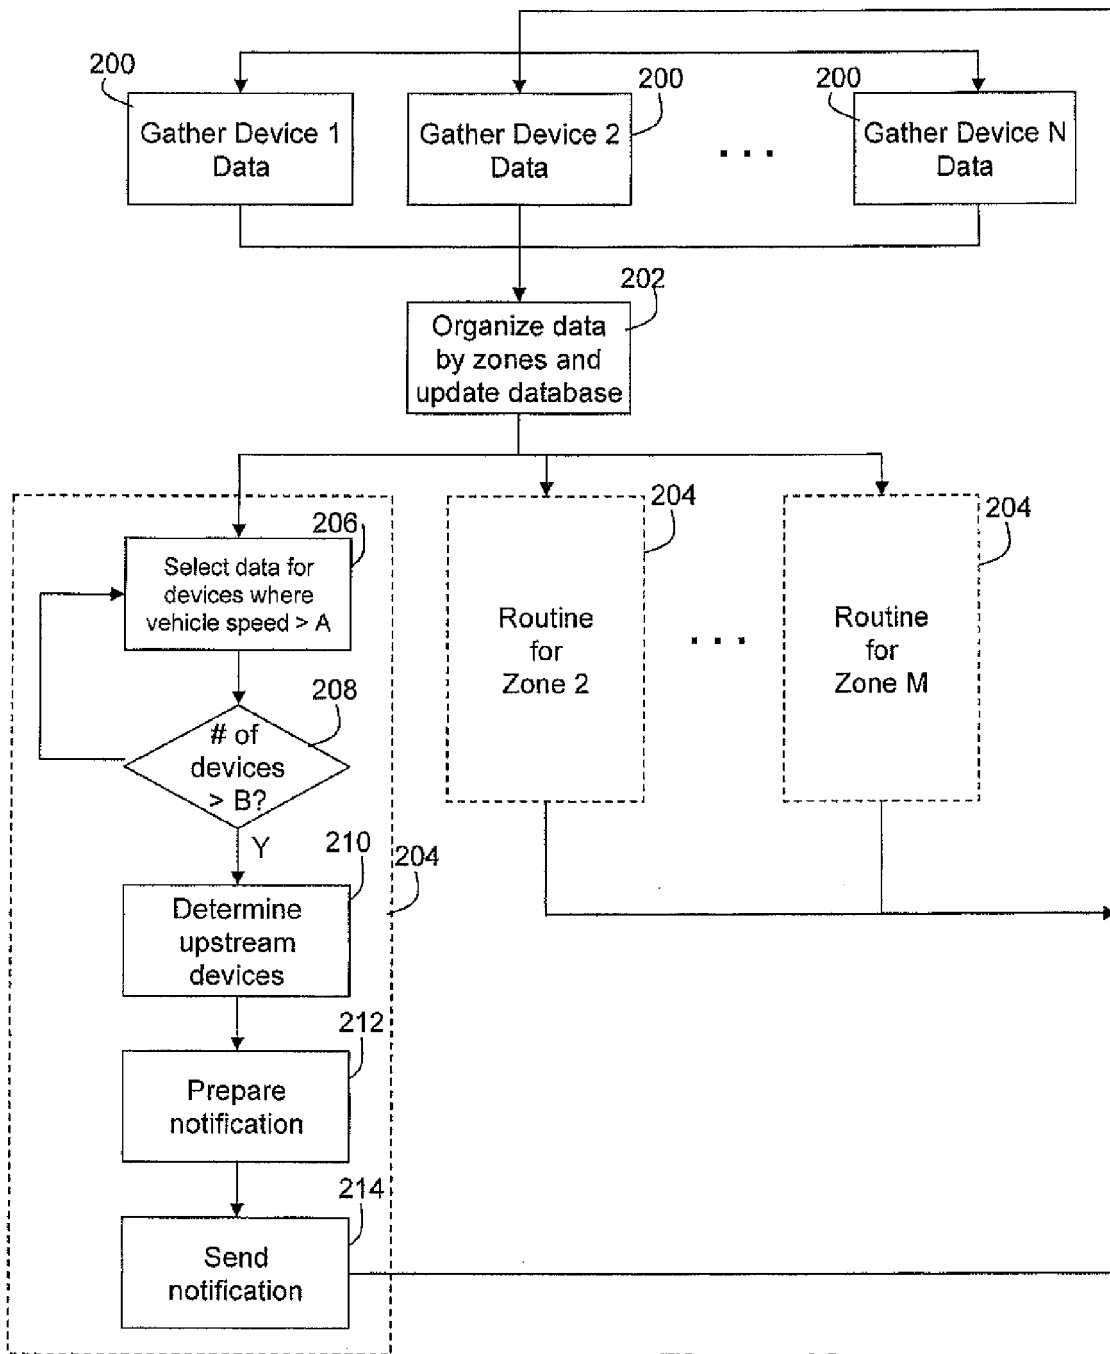 200
Gather Device 1
Data
200
Gather Device 2
Data
. . .
200
Gather Device N
Data
202
Organize data
by zones and
update database
206
Select data for
devices where
vehicle speed > A
208
# of
devices
> B?
Y
210
Determine
upstream
devices
204
212
Prepare
notification
214
Send
notification
204
Routine
for
Zone 2
. . .
204
Routine
for
Zone M